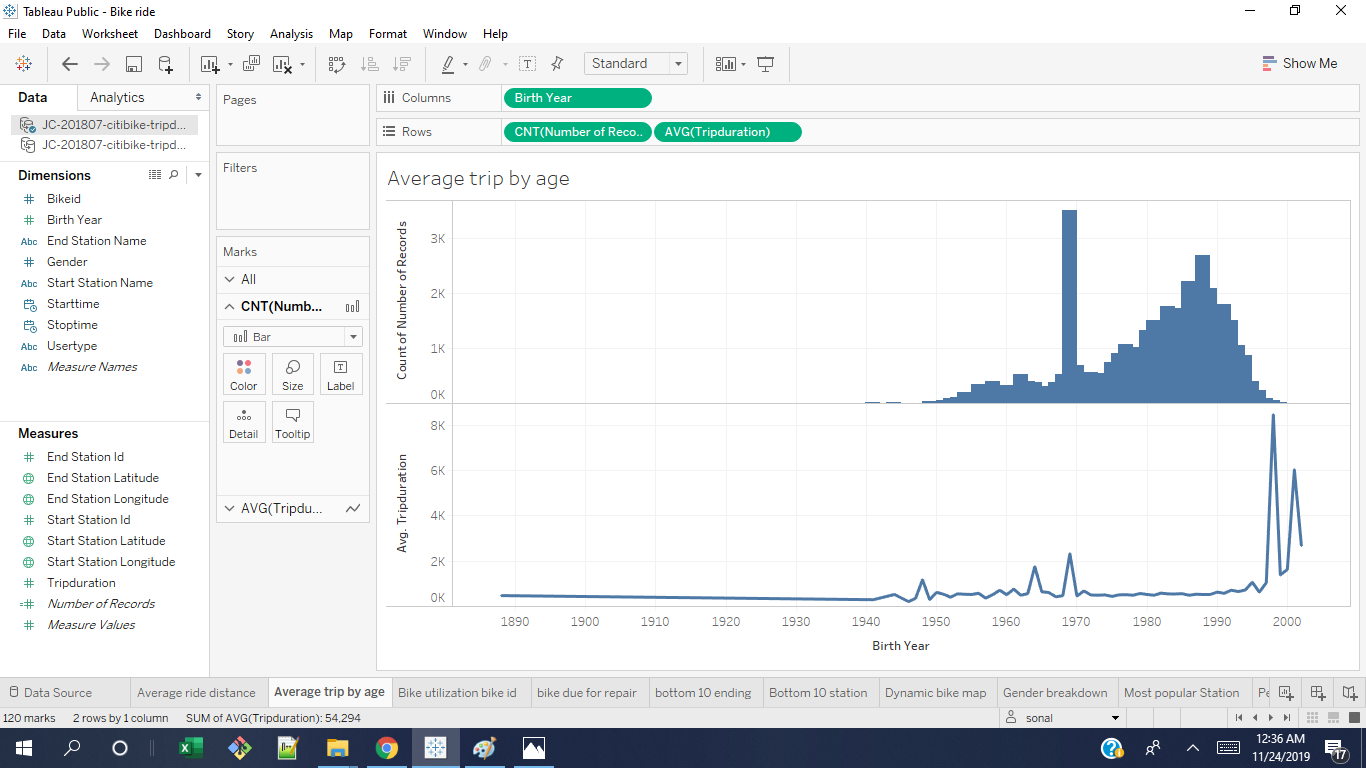 Tableau Public - Bike ride
File Data Worksheet Dashboard Story Analysis Map Format Window Help
Standard
Show Me
Data Analytics
JC-201807-citibike-tripd...
JC-201807-citibike-tripd...
Dimensions
Bikeid
Birth Year
Abc End Station Name
Gender
Abc Start Station Name
Starttime
Stoptime
Abc Usertype
Abc Measure Names
Measures
End Station Id
End Station Latitude
End Station Longitude
Start Station Id
Start Station Latitude
Start Station Longitude
Tripduration
Number of Records
Measure Values
Pages
Filters
Marks
All
CNT(Numb...
Bar
Color Size Label
Detail Tooltip
AVG(Tripdu...
Columns Birth Year
Rows CNT(Number of Reco.. AVG(Tripduration)
Average trip by age
Count of Number of Records
3K
2K
1K
0K
Avg. Tripduration
8K
6K
4K
2K
0K
1890 1900 1910 1920 1930 1940 1950 1960 1970 1980 1990 2000
Birth Year
Data Source Average ride distance Average trip by age Bike utilization bike id bike due for repair bottom 10 ending Bottom 10 station Dynamic bike map Gender breakdown Most popular Station Pe
120 marks 2 rows by 1 column SUM of AVG(Tripduration): 54,294 sonal
12:36 AM
11/24/2019
17